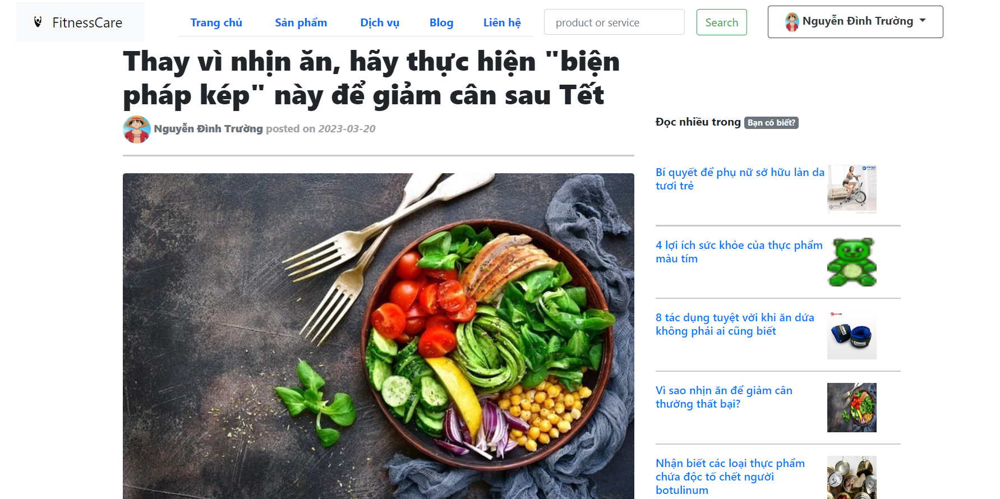 FitnessCare
Trang chủ
Sản phẩm
Dịch vụ
Blog
Liên hệ
product or service
Search
Nguyễn Đình Trường
Thay vì nhịn ăn, hãy thực hiện "biện
pháp kép" này để giảm cân sau Tết
Nguyễn Đình Trường posted on 2023-03-20
Đọc nhiều trong Bạn có biết?
Bí quyết để phụ nữ sở hữu làn da
tươi trẻ
4 lợi ích sức khỏe của thực phẩm
màu tím
8 tác dụng tuyệt vời khi ăn dứa
không phải ai cũng biết
Vì sao nhịn ăn để giảm cân
thường thất bại?
Nhận biết các loại thực phẩm
chứa độc tố chết người
botulinum